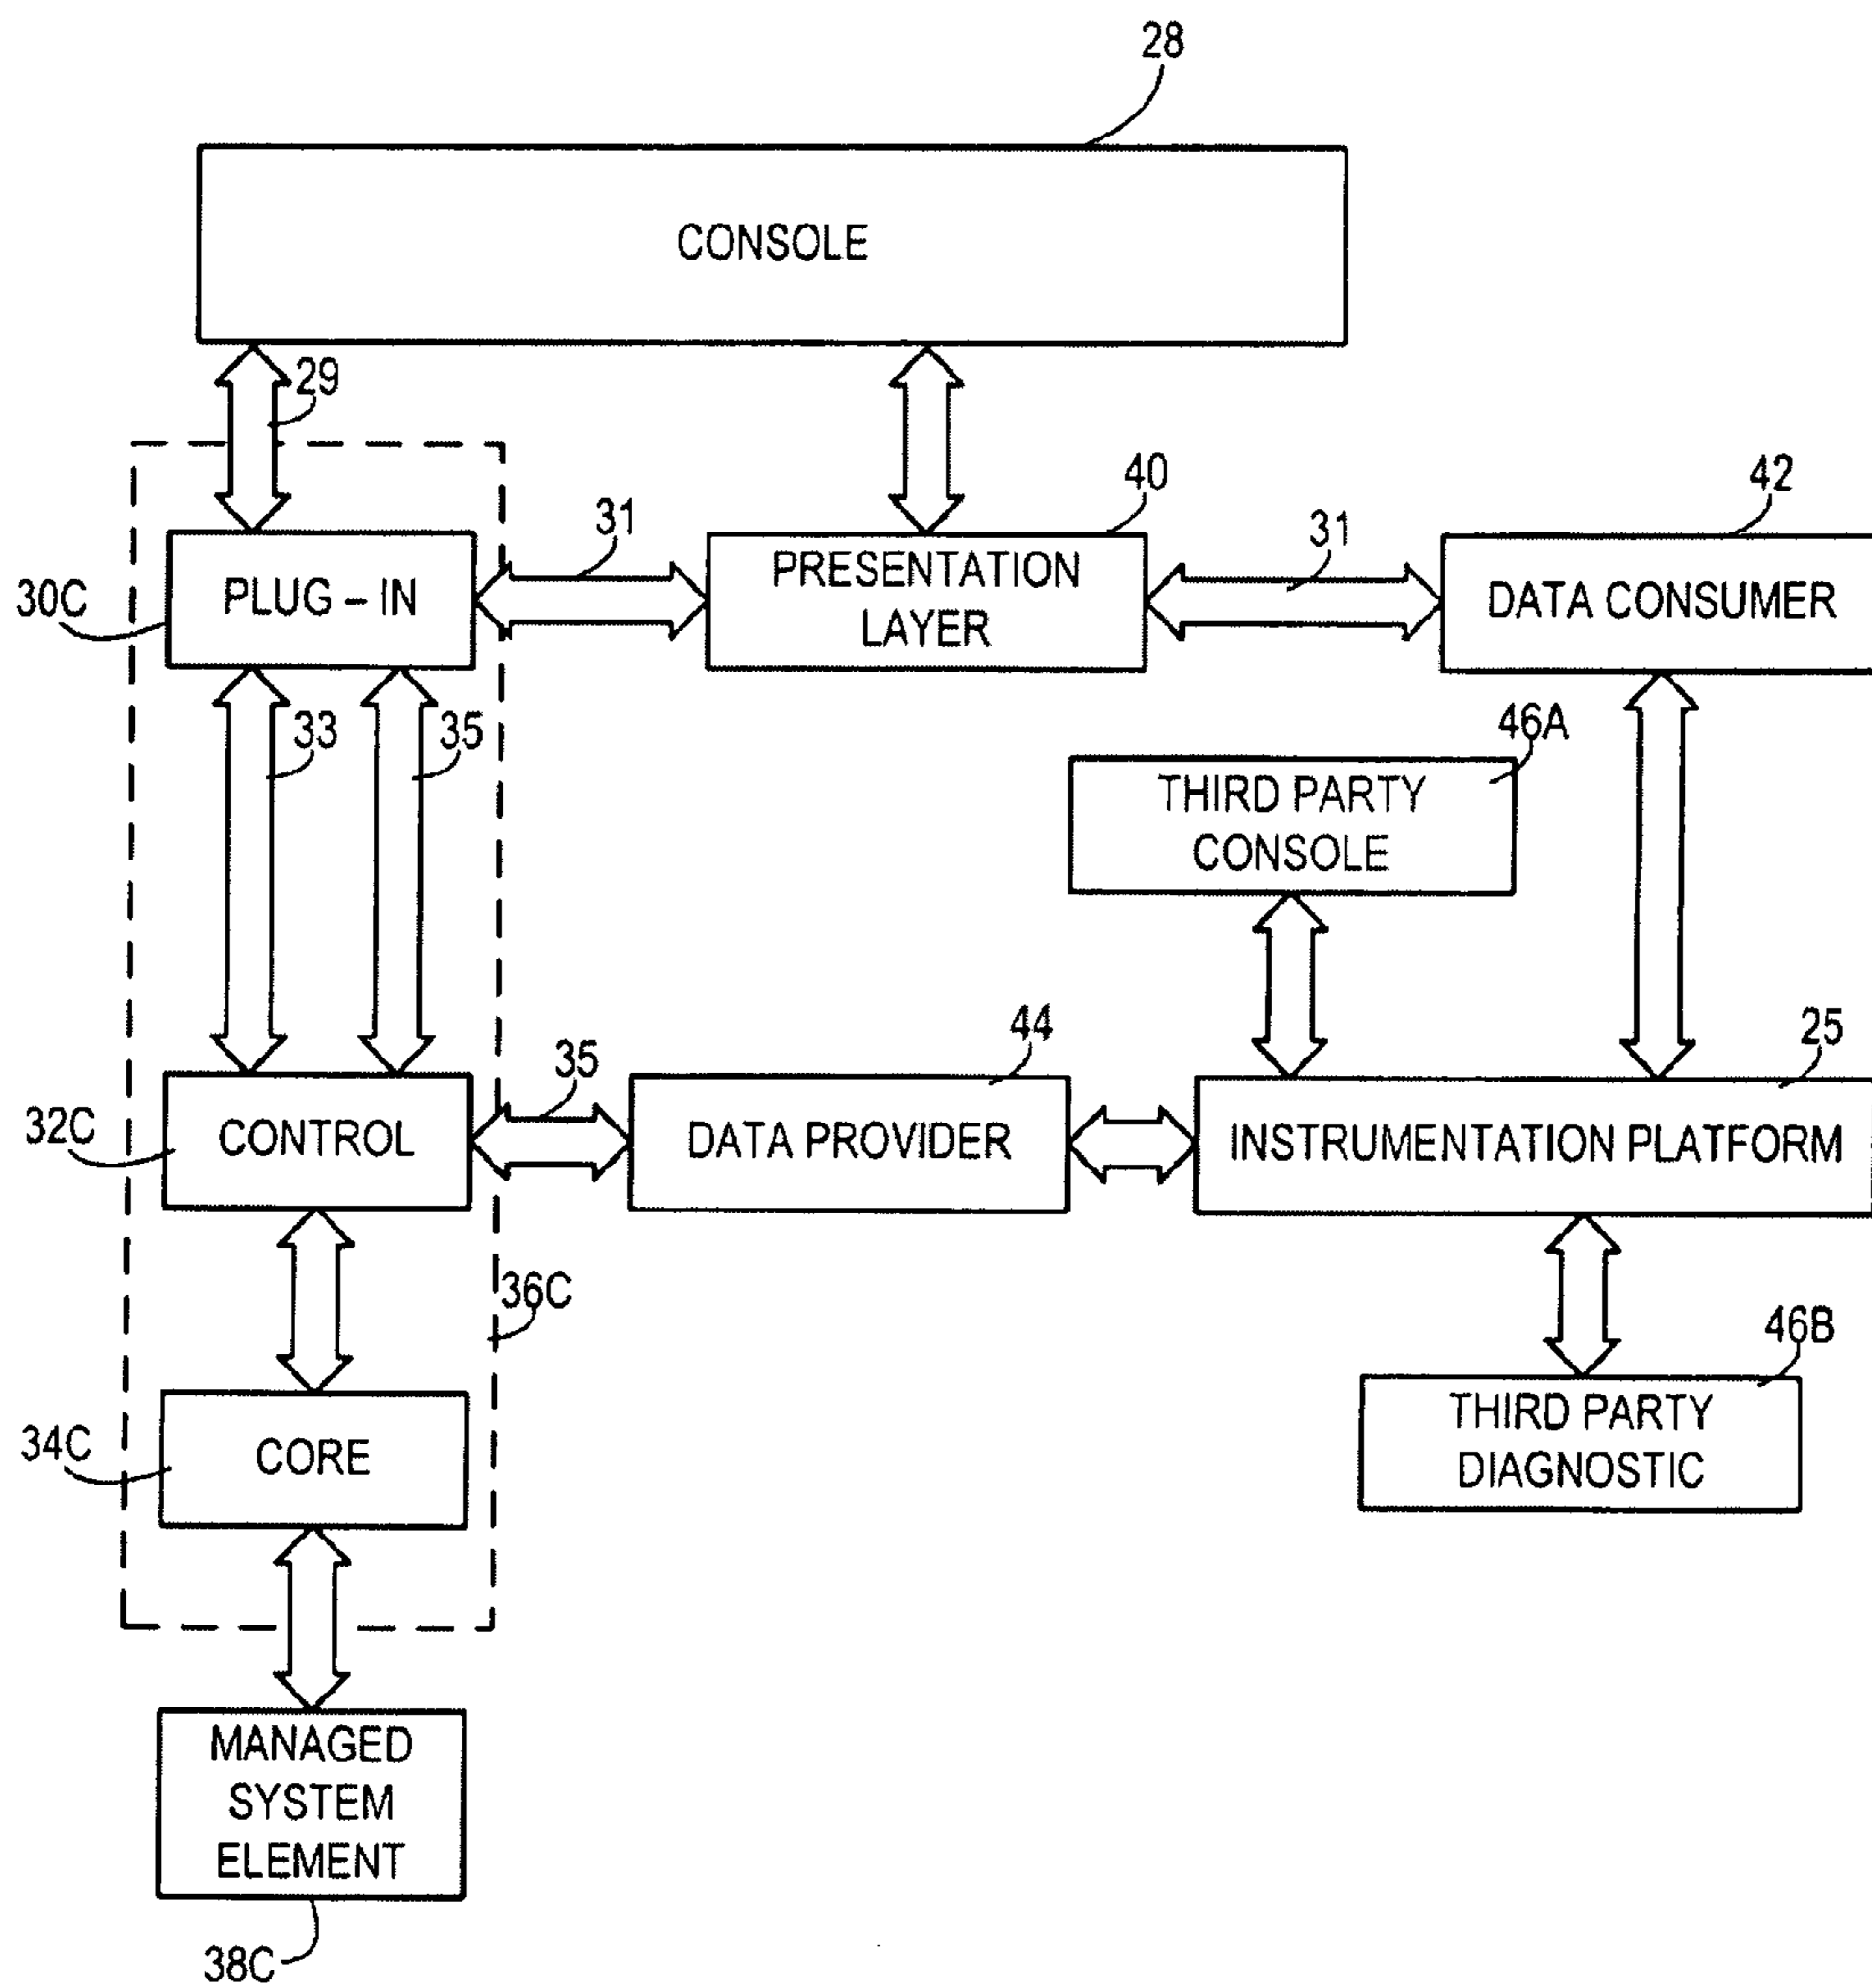 28
CONSOLE
29
40
42
31
31
30C
PLUG – IN
PRESENTATION
LAYER
DATA CONSUMER
33
35
46A
THIRD PARTY
CONSOLE
44
25
35
32C
CONTROL
DATA PROVIDER
INSTRUMENTATION PLATFORM
36C
46B
34C
CORE
THIRD PARTY
DIAGNOSTIC
MANAGED
SYSTEM
ELEMENT
38C